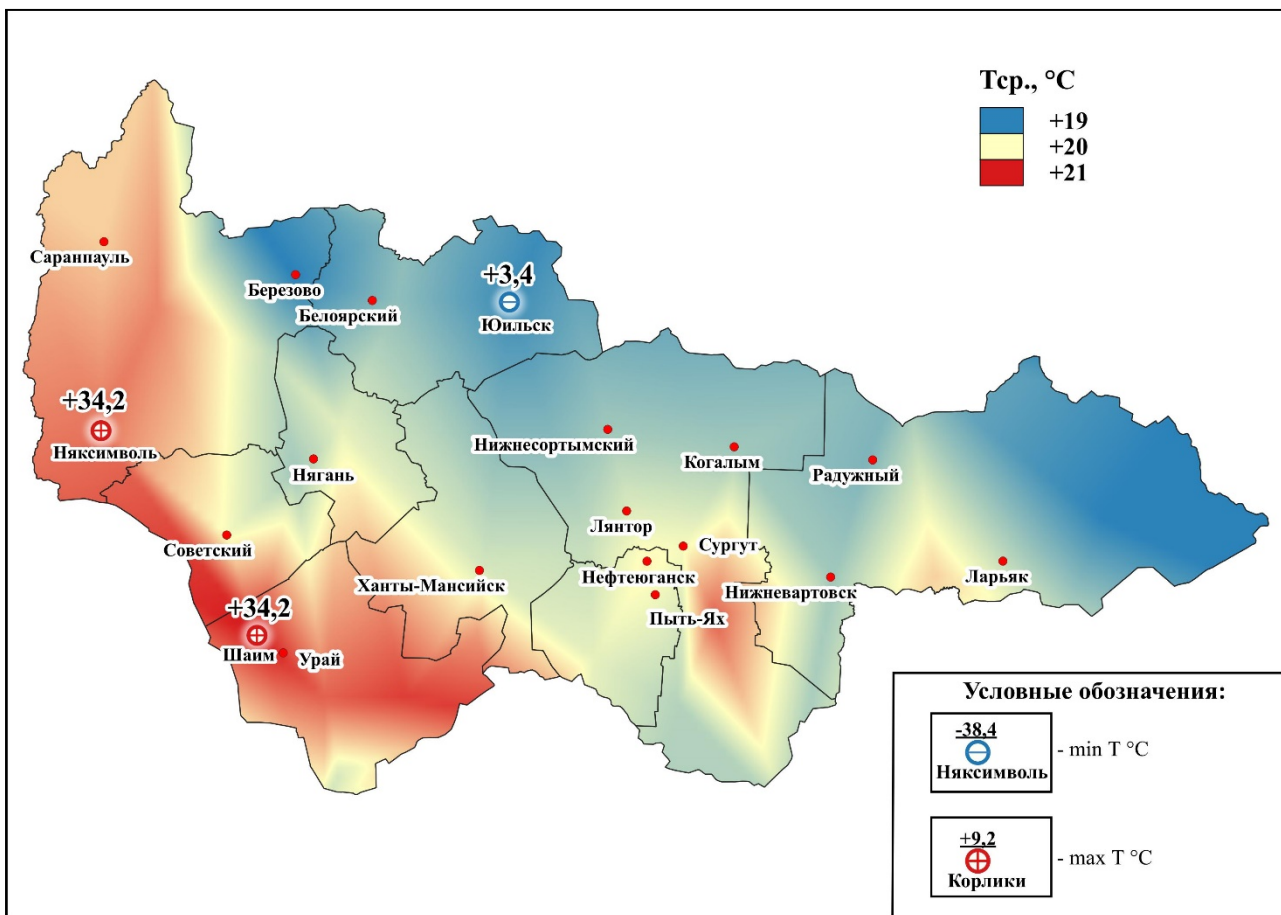 Тср., °C
+19
+20
+21
Саранпауль
Березово
Белоярский
+3,4
Юильск
+34,2
Няксимволь
Нягань
Нижнесортымский
Когалым
Радужный
Советский
Лянтор
Сургут
Ханты-Мансийск
Нефтеюганск
Нижневартовск
Ларьяк
Пыть-Ях
+34,2
Шаим
Урай
Условные обозначения:
-38,4
Няксимволь
- min T °C
+9,2
Корлики
- max T °C